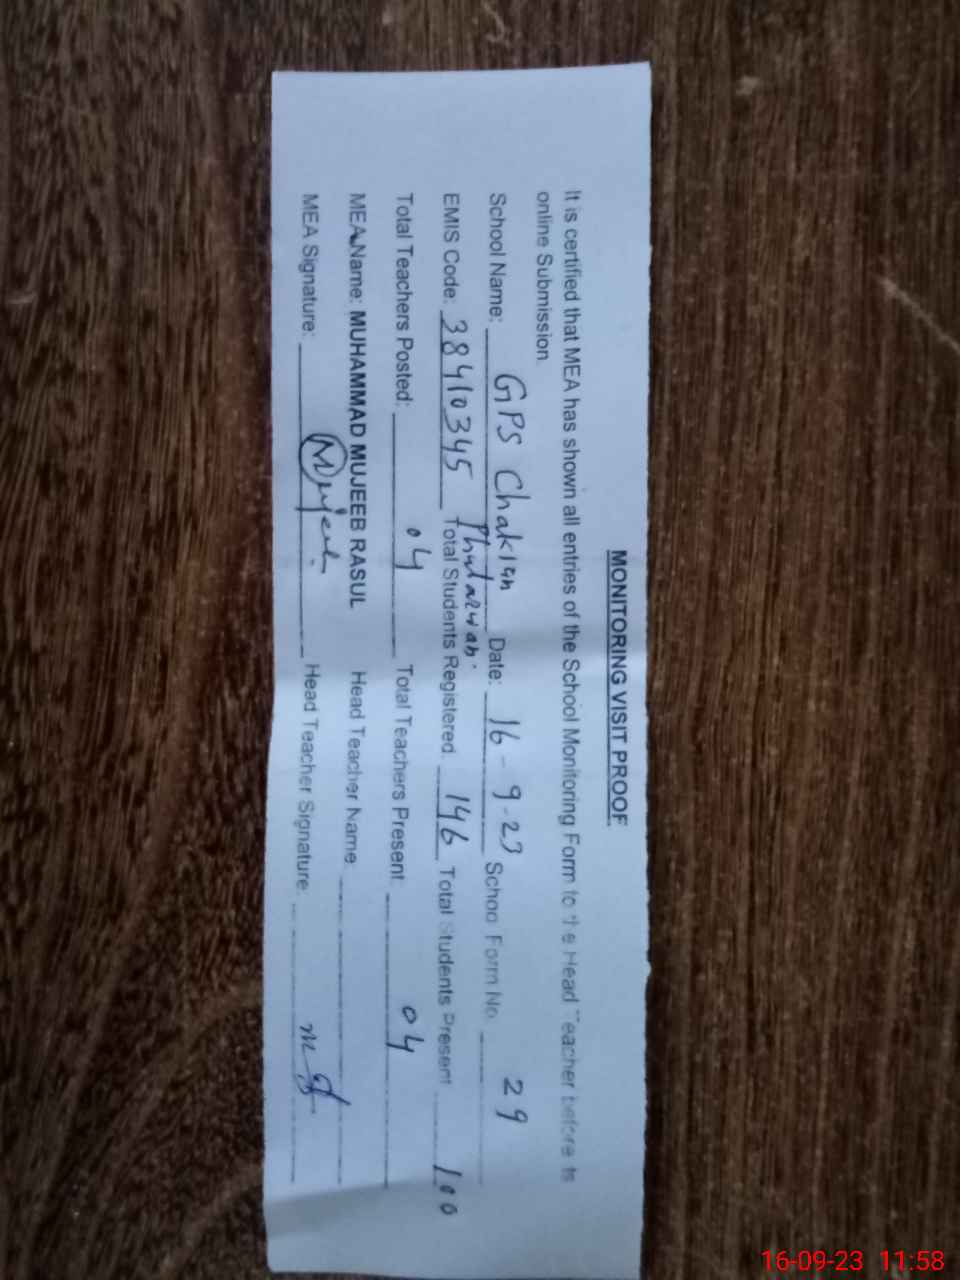 MONITORING VISIT PROOF
It is certified that MEA has shown all entries of the School Monitoring Form to the Head Teacher before its
online Submission.
School Name: GPS Chakian Date: 16-9-23 School Form No. 29
Phularwan.
EMIS Code: 38410345 Total Students Registered 146 Total Students Present 100
Total Teachers Posted: 04 Total Teachers Present 04
MEA Name: MUHAMMAD MUJEEB RASUL Head Teacher Name
MEA Signature: Mujeeb Head Teacher Signature
16-09-23 11:58